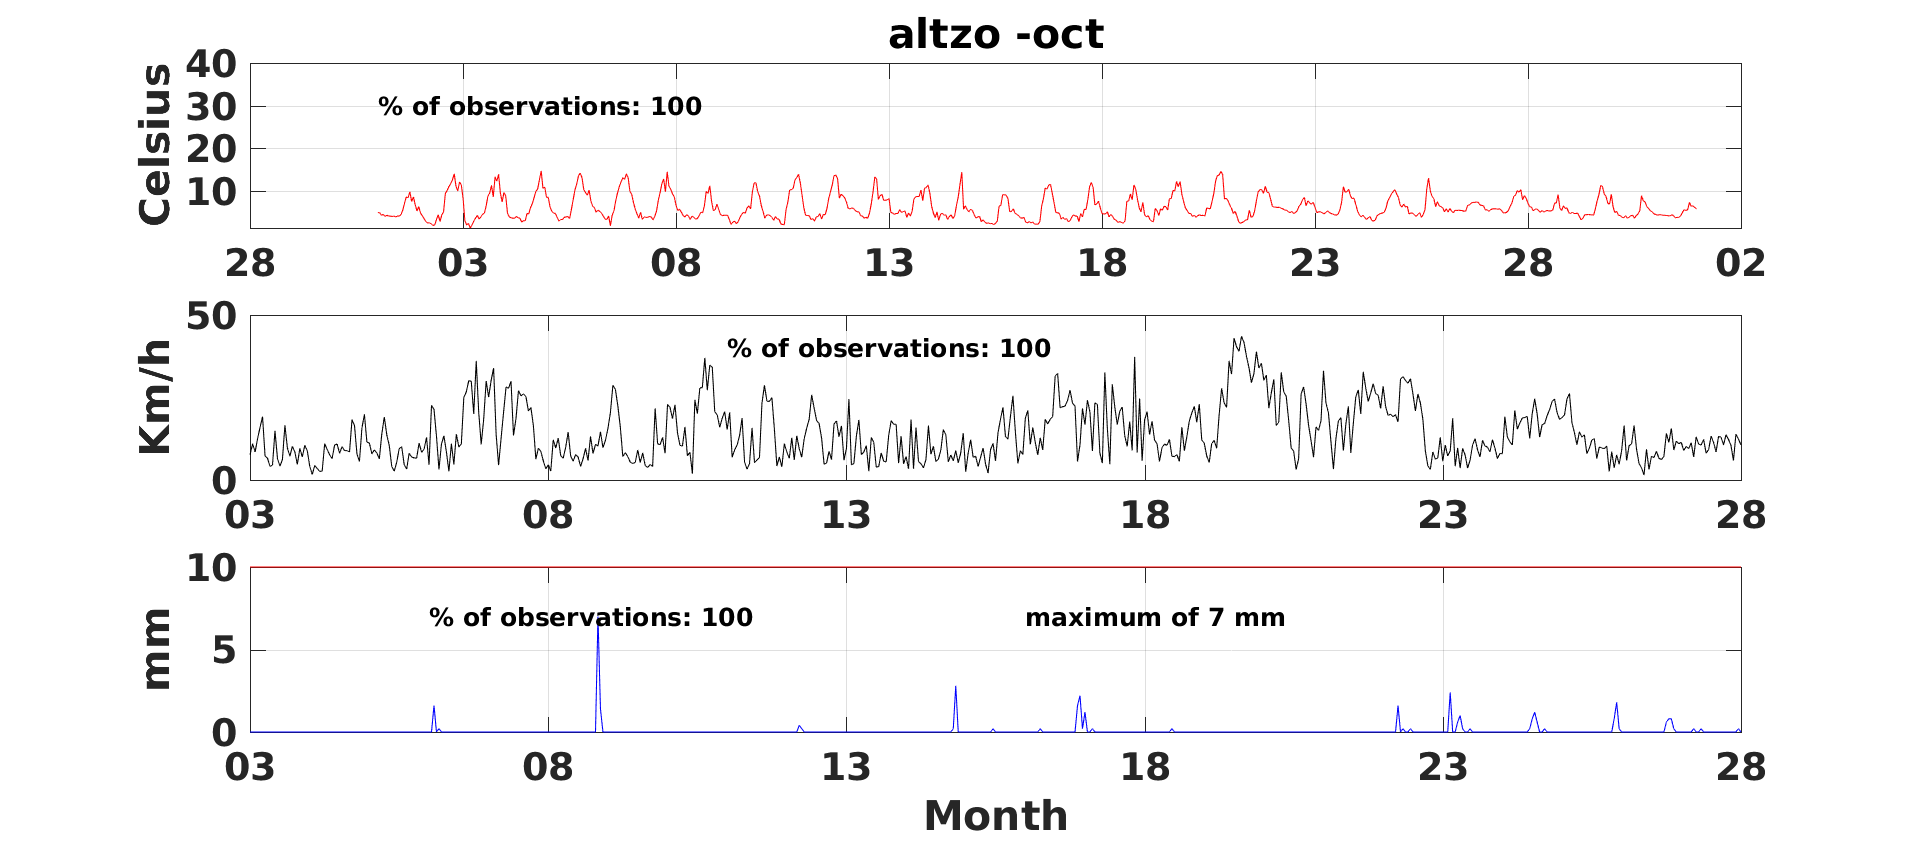 altzo -oct
Celsius
40
30
20
10
% of observations: 100
28 03 08 13 18 23 28 02
Km/h
50
0
% of observations: 100
03 08 13 18 23 28
mm
10
5
0
% of observations: 100 maximum of 7 mm
03 08 13 18 23 28
Month